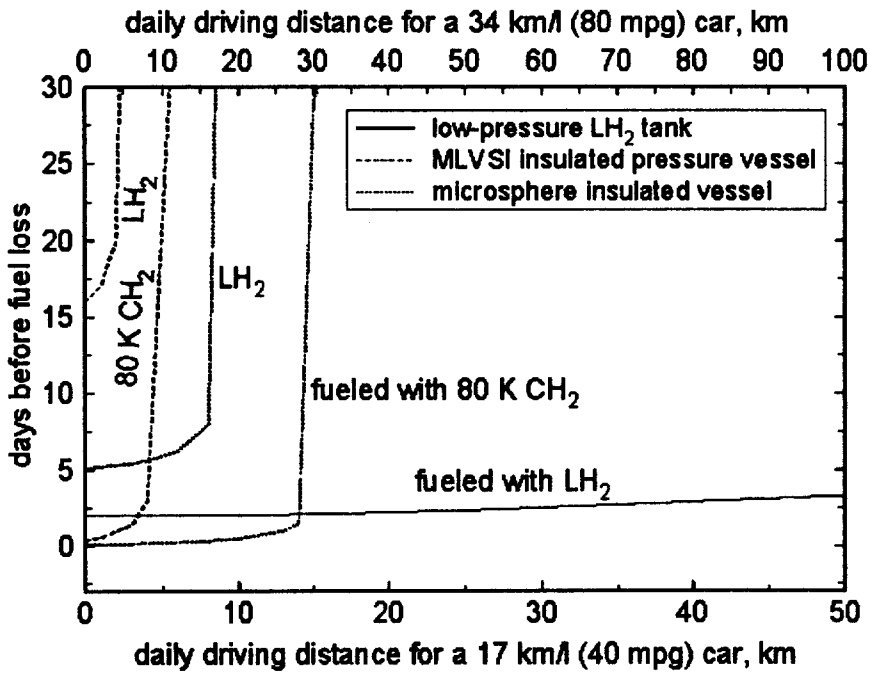 daily driving distance for a 34 km/l (80 mpg) car, km
0 10 20 30 40 50 60 70 80 90 100
30
25
20
15
10
5
0
days before fuel loss
low-pressure LH₂ tank
MLVSI insulated pressure vessel
microsphere insulated vessel
LH₂
80 K CH₂
LH₂
fueled with 80 K CH₂
fueled with LH₂
0 10 20 30 40 50
daily driving distance for a 17 km/l (40 mpg) car, km